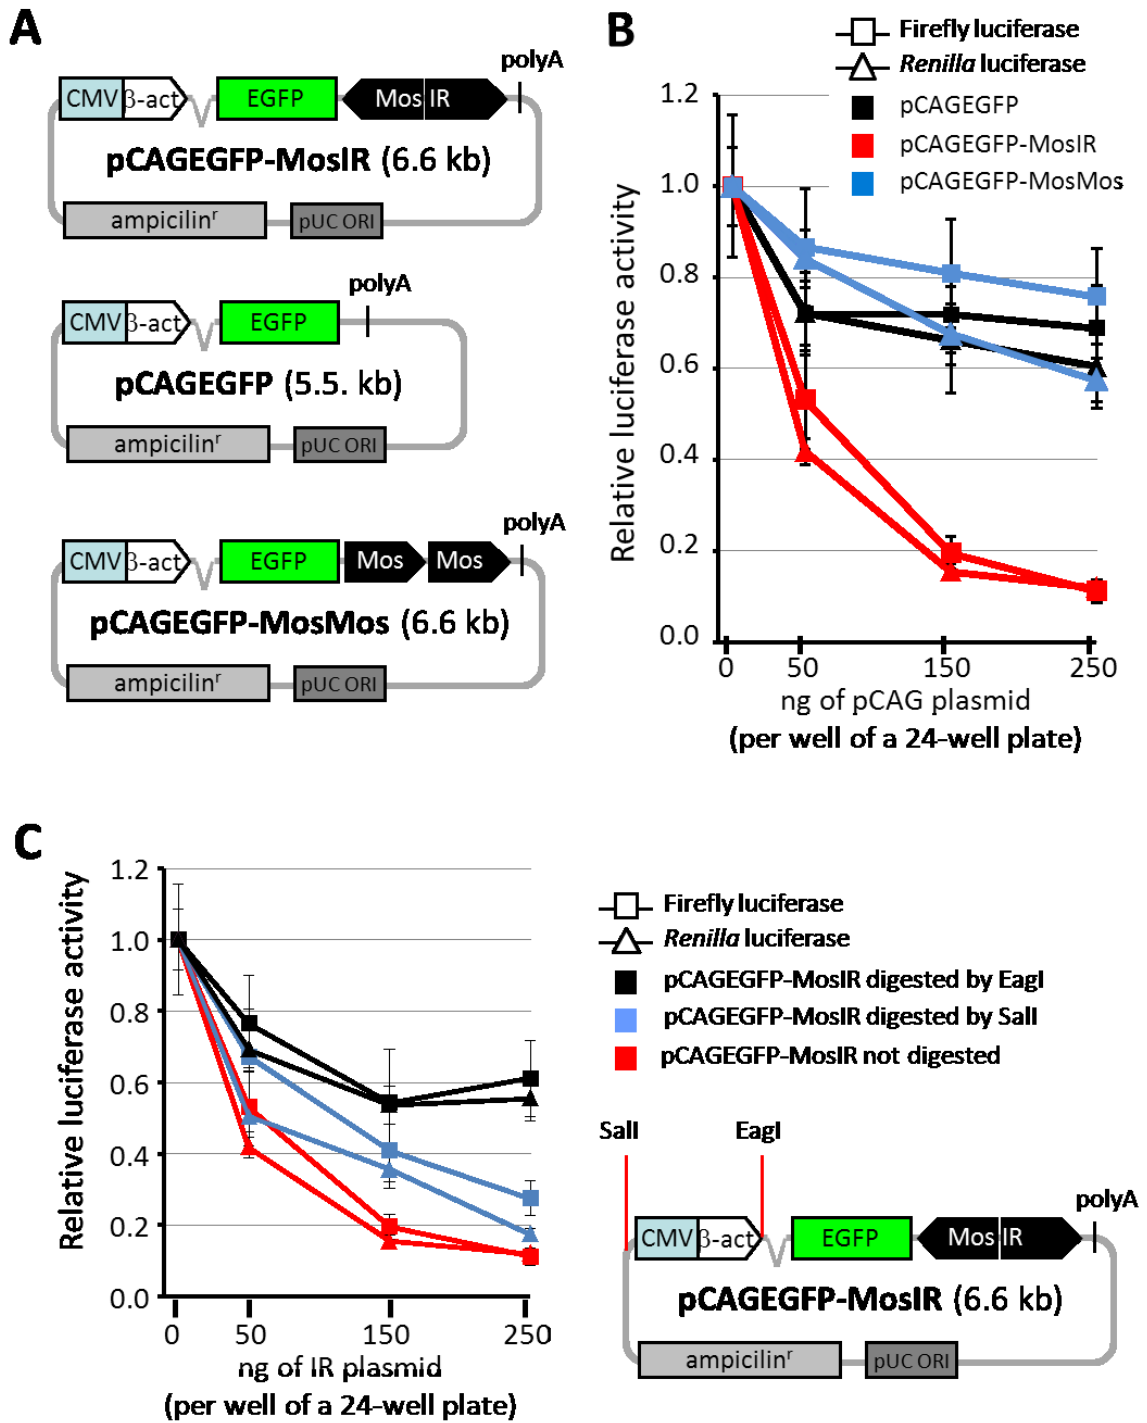 A
polyA
CMV β-act EGFP Mos IR
pCAGEGFP-MosIR (6.6 kb)
ampicilinʳ pUC ORI
polyA
CMV β-act EGFP
pCAGEGFP (5.5. kb)
ampicilinʳ pUC ORI
polyA
CMV β-act EGFP Mos Mos
pCAGEGFP-MosMos (6.6 kb)
ampicilinʳ pUC ORI
B
Firefly luciferase
Renilla luciferase
pCAGEGFP
pCAGEGFP-MosIR
pCAGEGFP-MosMos
Relative luciferase activity
1.2
1.0
0.8
0.6
0.4
0.2
0.0
0 50 150 250
ng of pCAG plasmid
(per well of a 24-well plate)
C
Relative luciferase activity
1.2
1.0
0.8
0.6
0.4
0.2
0.0
0 50 150 250
ng of IR plasmid
(per well of a 24-well plate)
Firefly luciferase
Renilla luciferase
pCAGEGFP-MosIR digested by EagI
pCAGEGFP-MosIR digested by SalI
pCAGEGFP-MosIR not digested
SalI EagI
polyA
CMV β-act EGFP Mos IR
pCAGEGFP-MosIR (6.6 kb)
ampicilinʳ pUC ORI